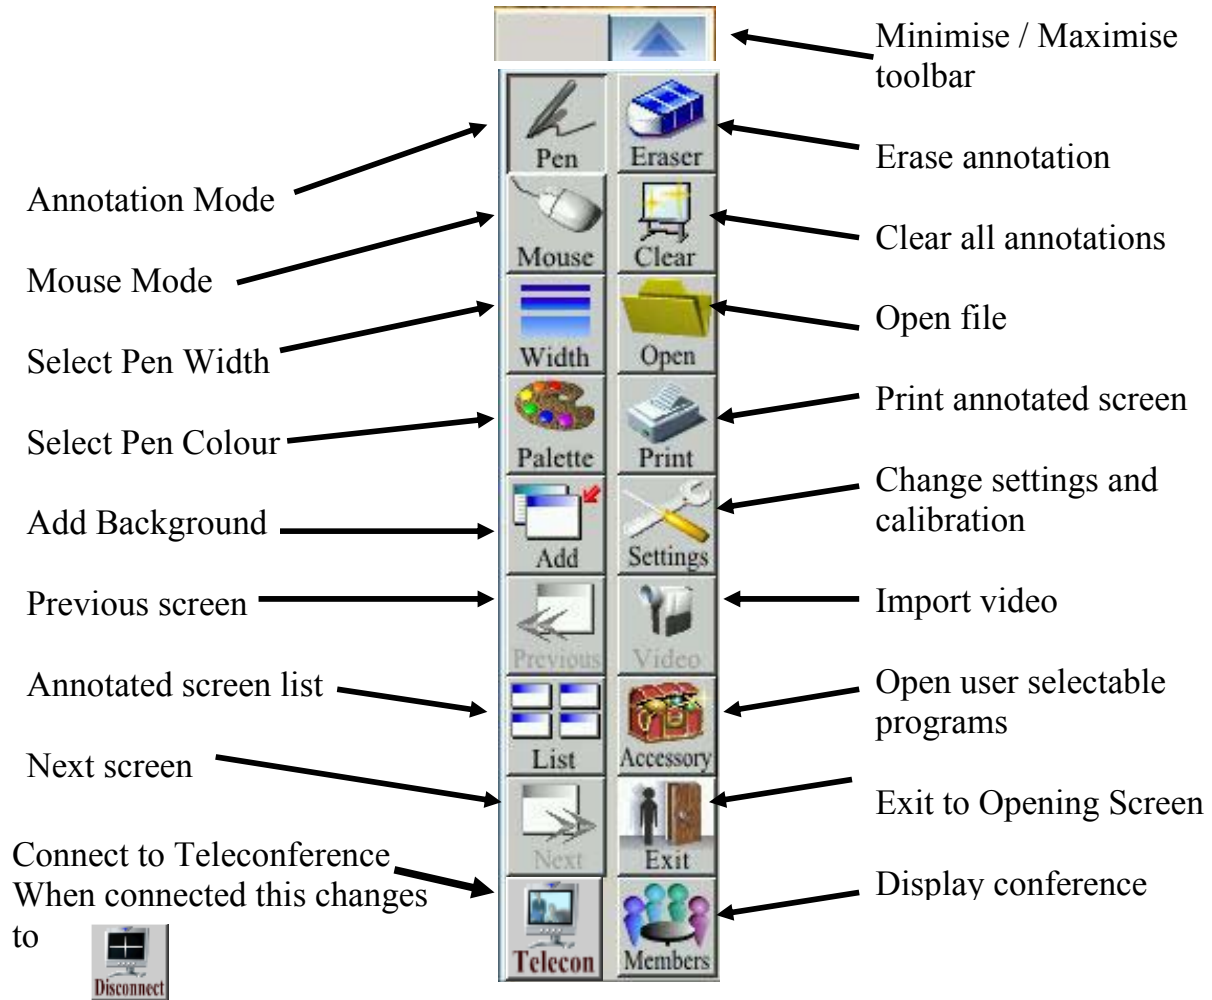 Minimise / Maximise
toolbar
Pen
Eraser
Erase annotation
Annotation Mode
Mouse
Clear
Clear all annotations
Mouse Mode
Width
Open
Open file
Select Pen Width
Palette
Print
Print annotated screen
Select Pen Colour
Add
Settings
Change settings and
calibration
Add Background
Previous
Video
Import video
Previous screen
List
Accessory
Open user selectable
programs
Annotated screen list
Next
Exit
Exit to Opening Screen
Next screen
Connect to Teleconference
When connected this changes
to
Disconnect
Telecon
Members
Display conference